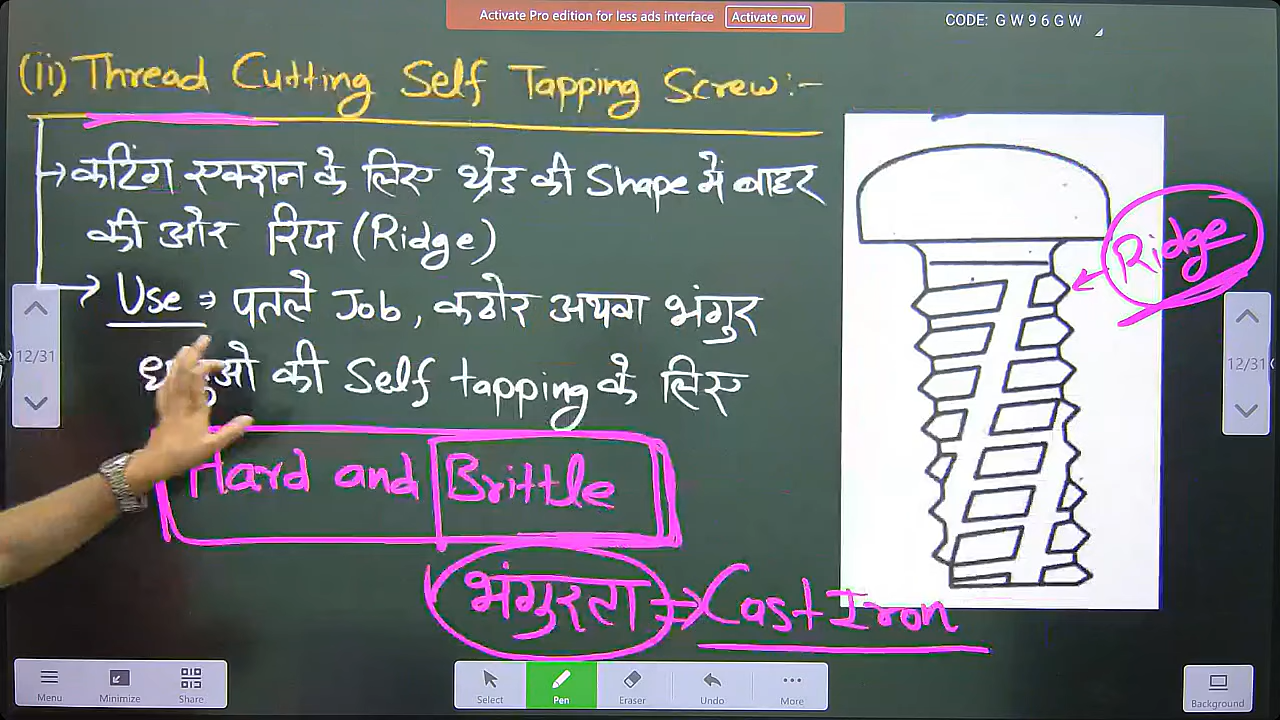 Activate Pro edition for less ads interface Activate now
CODE: G W 9 6 G W
(ii) Thread Cutting Self Tapping Screw:-
→ कटिंग एक्शन के लिए थ्रेड की Shape में बाहर
की और रिज (Ridge)
Ridge
→ Use ⇒ पतले Job, कठोर अथवा भंगुर
की Self tapping के लिए
12/31
12/31
Hard and Brittle
भंगुरता → Cast Iron
Menu Minimize Share Select Pen Eraser Undo More Background